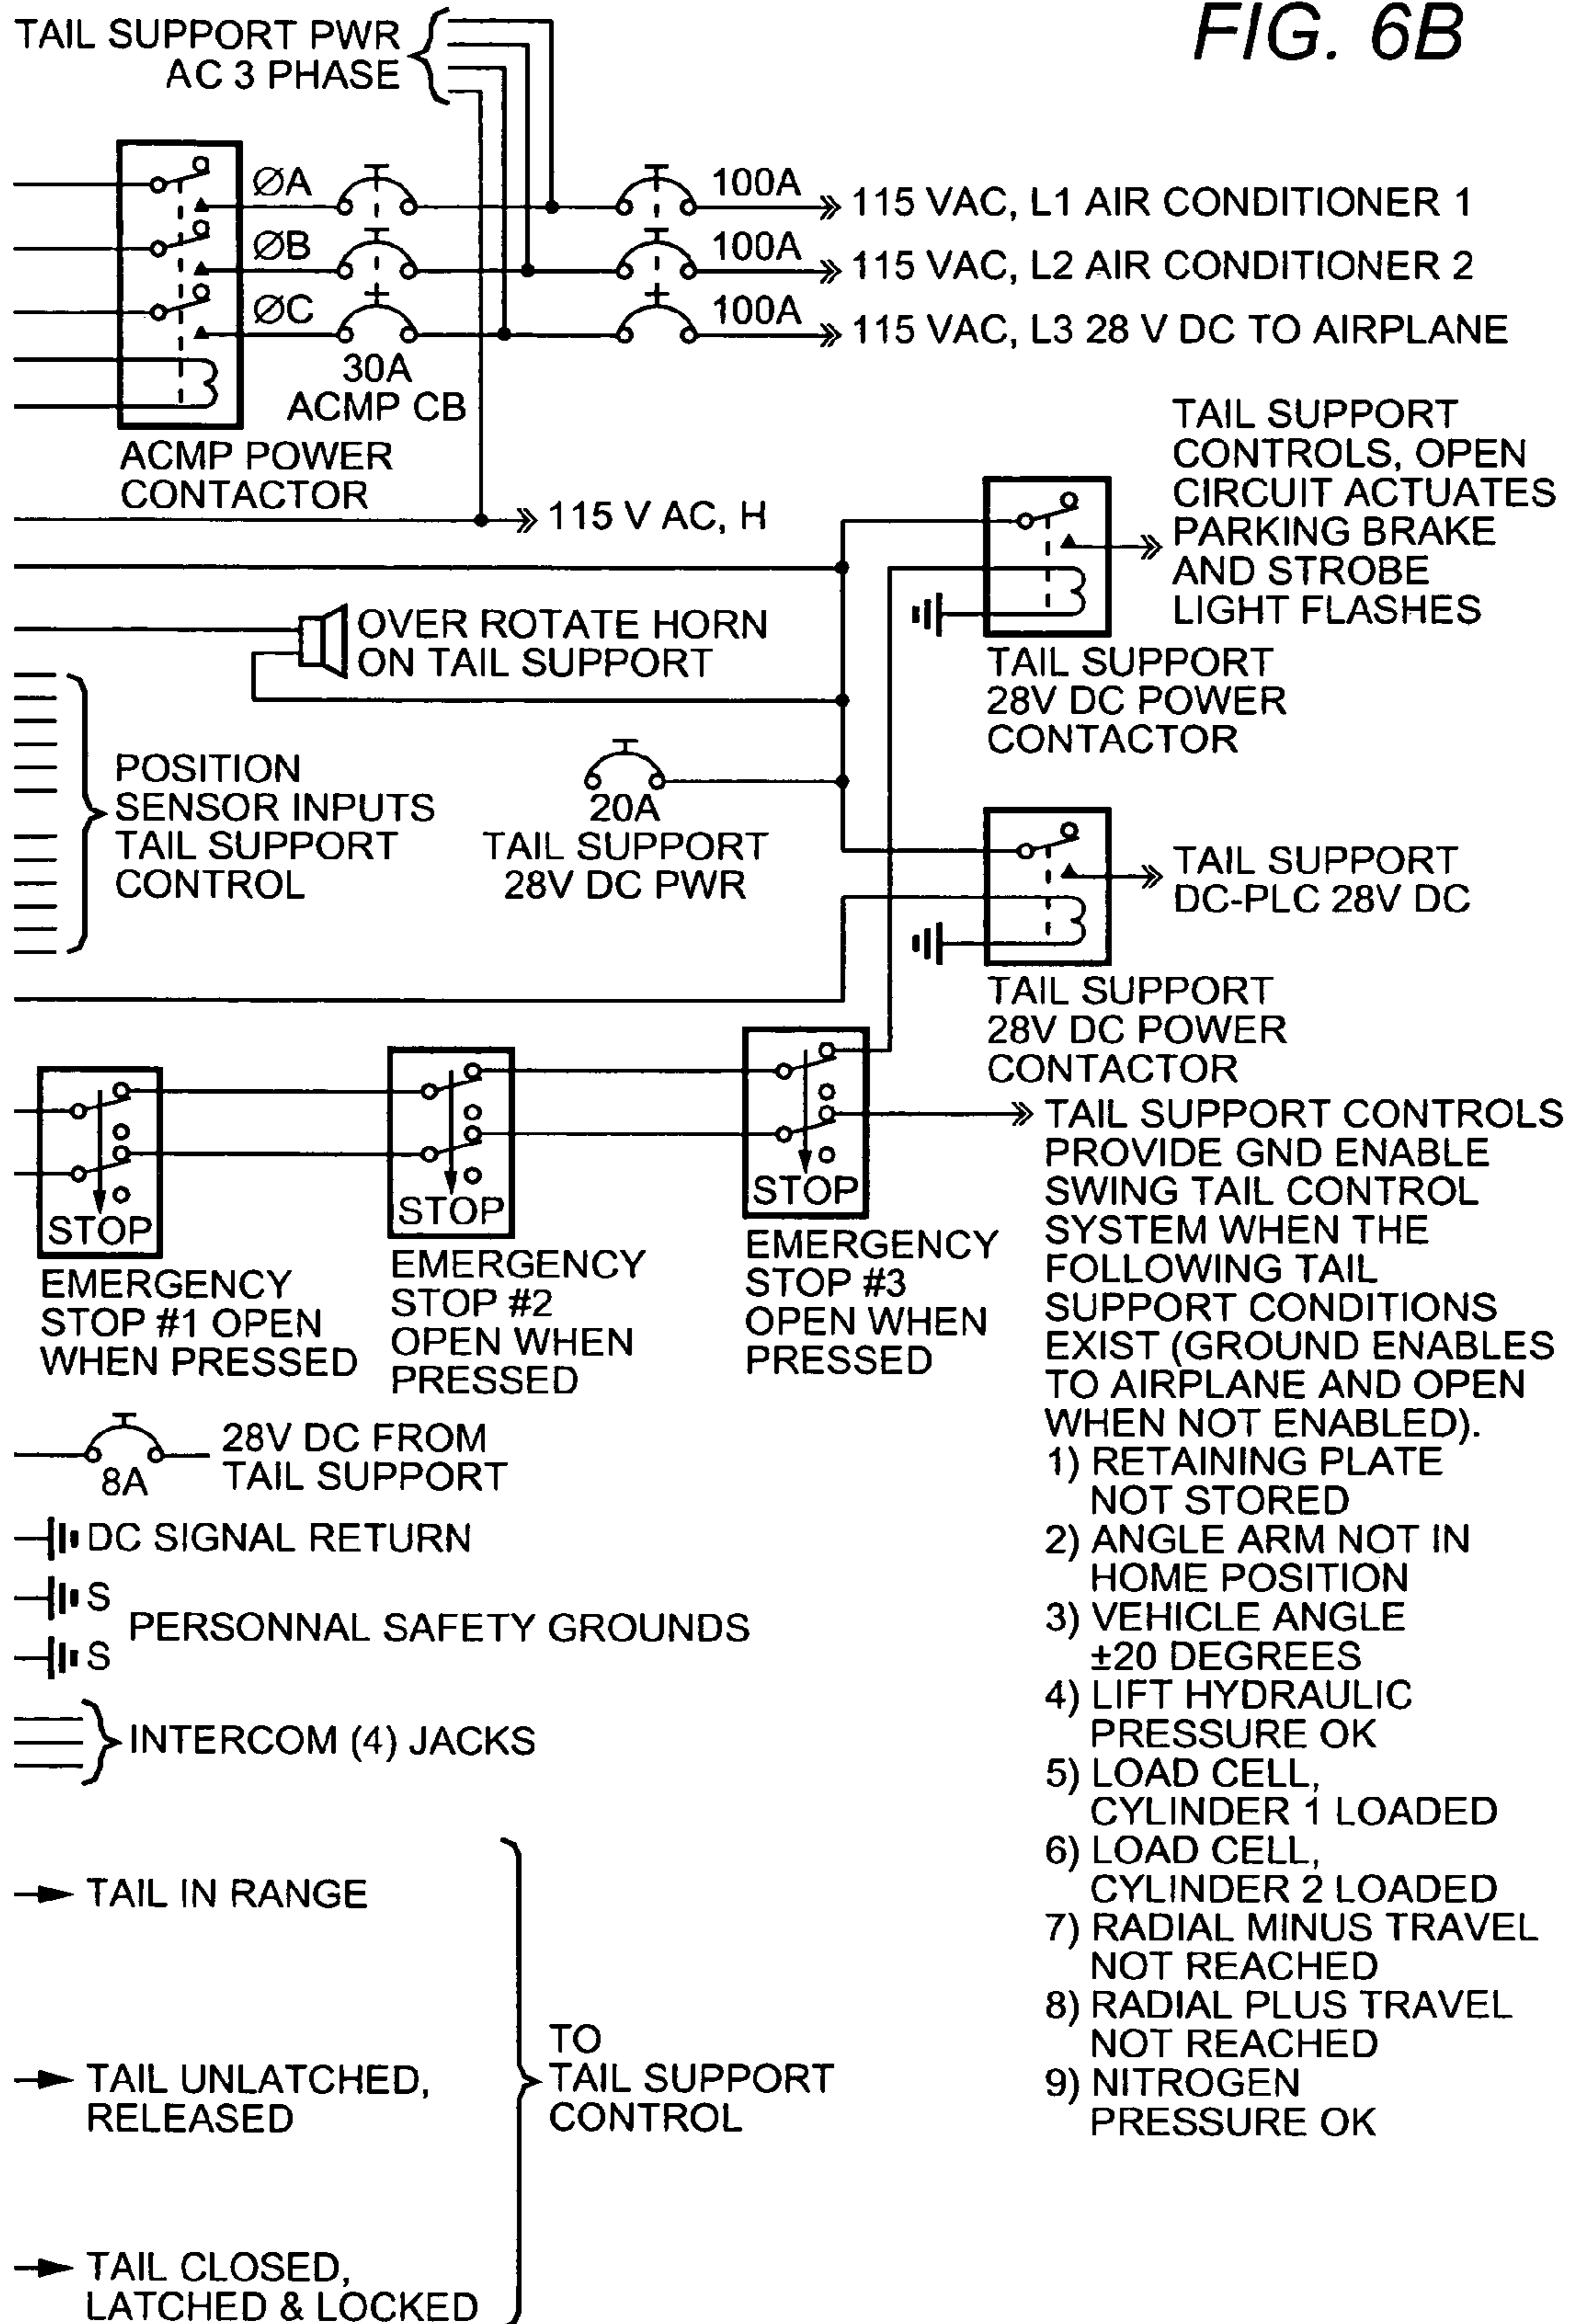 FIG. 6B
TAIL SUPPORT PWR
AC 3 PHASE
ØA
100A
115 VAC, L1 AIR CONDITIONER 1
ØB
100A
115 VAC, L2 AIR CONDITIONER 2
ØC
100A
115 VAC, L3 28 V DC TO AIRPLANE
30A
ACMP CB
ACMP POWER
CONTACTOR
115 V AC, H
TAIL SUPPORT
CONTROLS, OPEN
CIRCUIT ACTUATES
PARKING BRAKE
AND STROBE
LIGHT FLASHES
OVER ROTATE HORN
ON TAIL SUPPORT
TAIL SUPPORT
28V DC POWER
CONTACTOR
POSITION
SENSOR INPUTS
TAIL SUPPORT
CONTROL
20A
TAIL SUPPORT
28V DC PWR
TAIL SUPPORT
DC-PLC 28V DC
TAIL SUPPORT
28V DC POWER
CONTACTOR
STOP
EMERGENCY
STOP #1 OPEN
WHEN PRESSED
STOP
EMERGENCY
STOP #2
OPEN WHEN
PRESSED
STOP
EMERGENCY
STOP #3
OPEN WHEN
PRESSED
TAIL SUPPORT CONTROLS
PROVIDE GND ENABLE
SWING TAIL CONTROL
SYSTEM WHEN THE
FOLLOWING TAIL
SUPPORT CONDITIONS
EXIST (GROUND ENABLES
TO AIRPLANE AND OPEN
WHEN NOT ENABLED).
1) RETAINING PLATE
NOT STORED
2) ANGLE ARM NOT IN
HOME POSITION
3) VEHICLE ANGLE
±20 DEGREES
4) LIFT HYDRAULIC
PRESSURE OK
5) LOAD CELL,
CYLINDER 1 LOADED
6) LOAD CELL,
CYLINDER 2 LOADED
7) RADIAL MINUS TRAVEL
NOT REACHED
8) RADIAL PLUS TRAVEL
NOT REACHED
9) NITROGEN
PRESSURE OK
8A
28V DC FROM
TAIL SUPPORT
DC SIGNAL RETURN
S
PERSONNAL SAFETY GROUNDS
S
INTERCOM (4) JACKS
TAIL IN RANGE
TAIL UNLATCHED,
RELEASED
TAIL CLOSED,
LATCHED & LOCKED
TO
TAIL SUPPORT
CONTROL